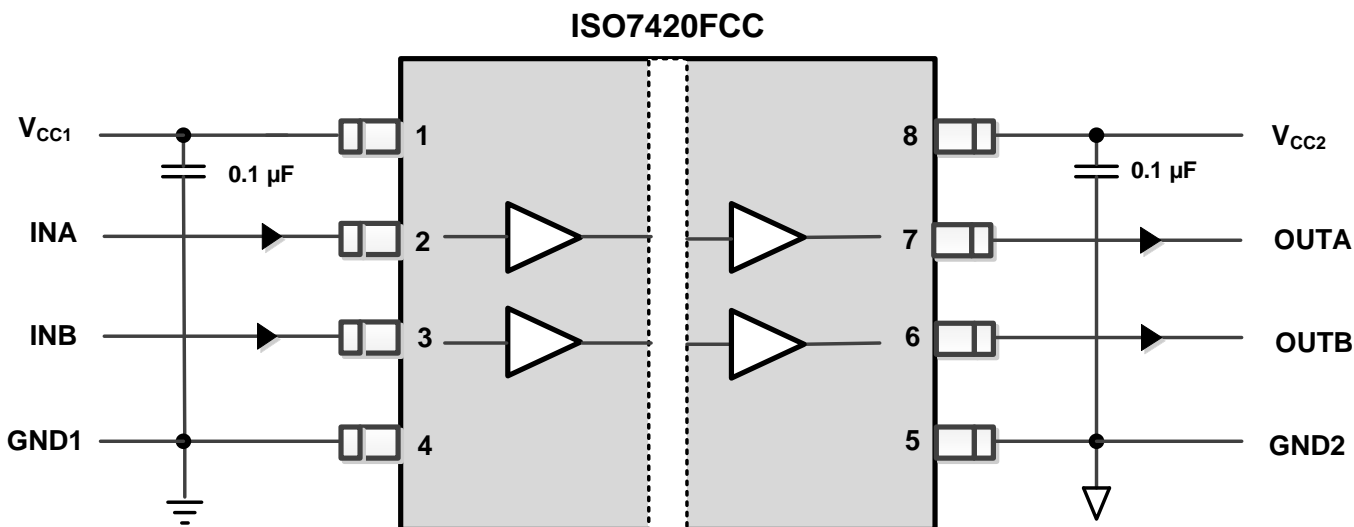 ISO7420FCC
VCC1 1 8 VCC2
0.1 µF 0.1 µF
INA 2 7 OUTA
INB 3 6 OUTB
GND1 4 5 GND2